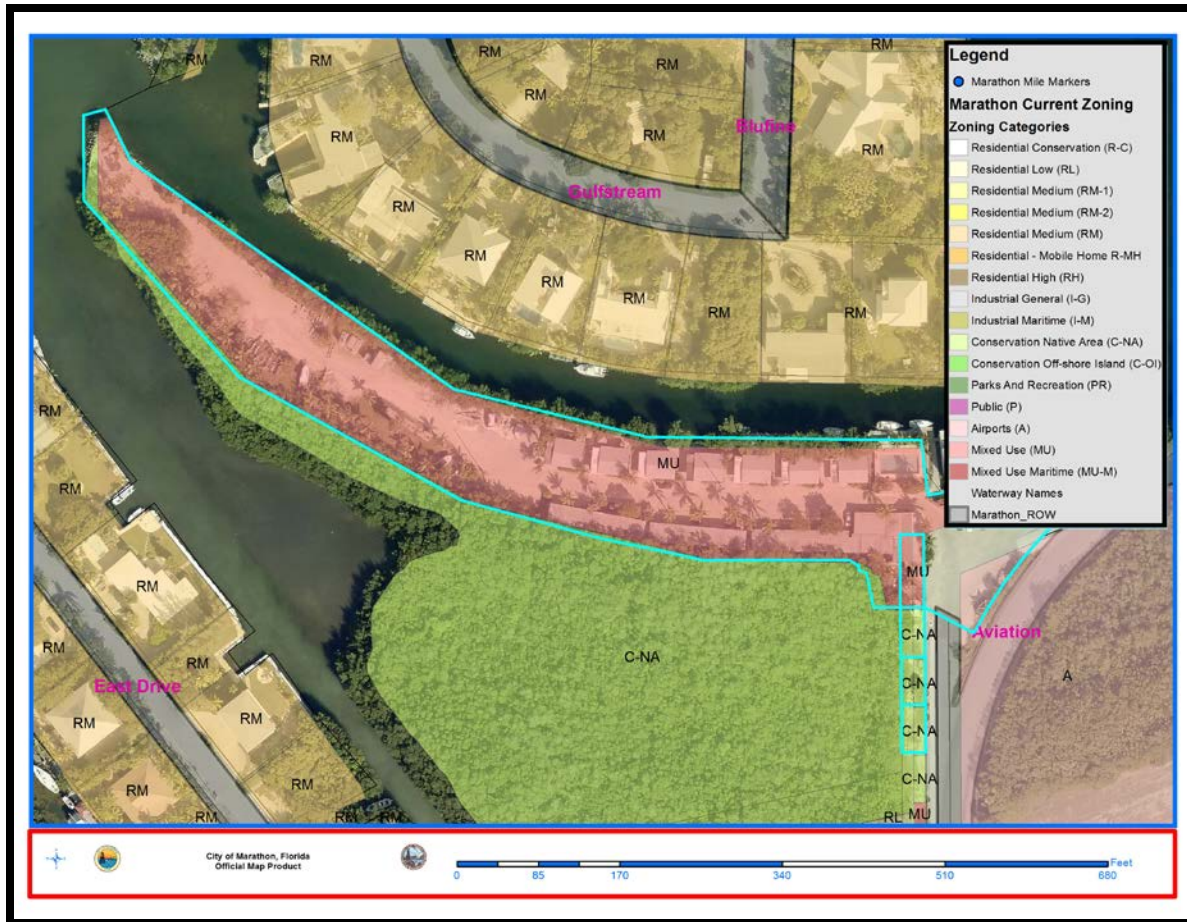 RM
RM
RM
RM
RM
RM
RM
Blufine
RM
RM
Gulfstream
RM
RM
RM
RM
RM
RM
RM
RM
MU
RM
RM
MU
RM
C-NA
Aviation
C-NA
RM
C-NA
A
East Drive
RM
RM
C-NA
C-NA
RM
RM
RM
RM
RM
RL
MU
Legend
Marathon Mile Markers
Marathon Current Zoning
Zoning Categories
Residential Conservation (R-C)
Residential Low (RL)
Residential Medium (RM-1)
Residential Medium (RM-2)
Residential Medium (RM)
Residential - Mobile Home R-MH
Residential High (RH)
Industrial General (I-G)
Industrial Maritime (I-M)
Conservation Native Area (C-NA)
Conservation Off-shore Island (C-OI)
Parks And Recreation (PR)
Public (P)
Airports (A)
Mixed Use (MU)
Mixed Use Maritime (MU-M)
Waterway Names
Marathon_ROW
City of Marathon, Florida
Official Map Product
Feet
0 85 170 340 510 680